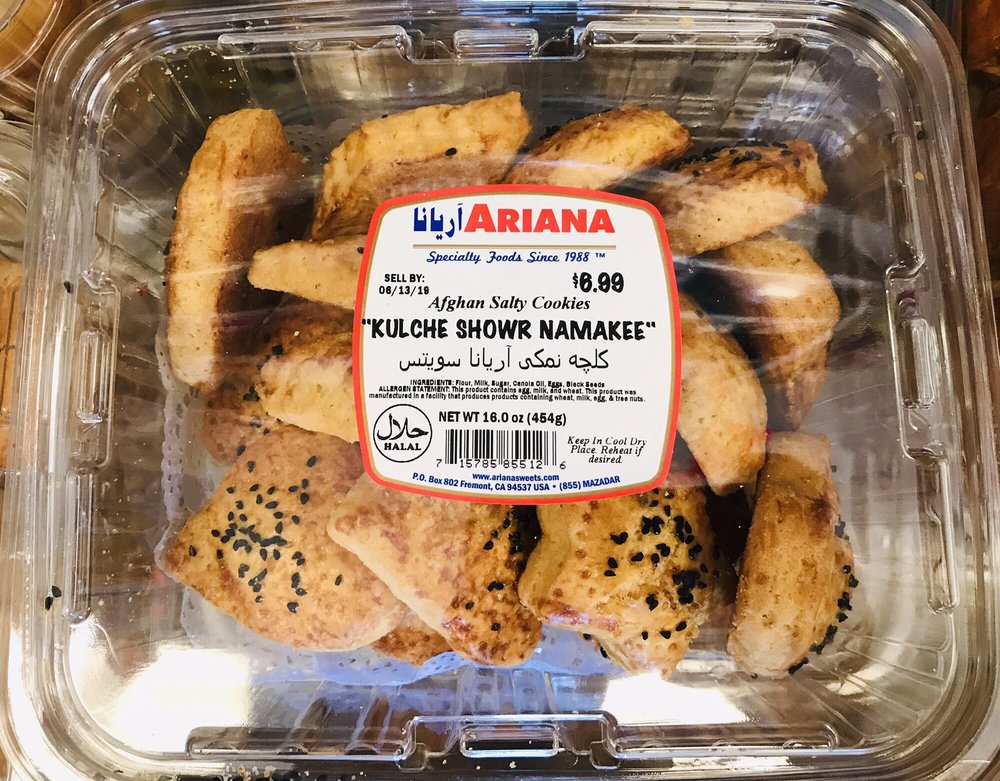 آریانا ARIANA
Specialty Foods Since 1988 ™
SELL BY:
06/13/19
$6.99
Afghan Salty Cookies
"KULCHE SHOWR NAMAKEE"
کلچه نمکی آریانا سویتس
INGREDIENTS: Flour, Milk, Sugar, Canola Oil, Eggs, Black Seeds
ALLERGEN STATEMENT: This product contains egg, milk, and wheat. This product was
manufactured in a facility that produces products containing wheat, milk, egg, & tree nuts.
NET WT 16.0 oz (454g)
حلال
HALAL
7 15785 85512 6
Keep In Cool Dry
Place. Reheat if
desired.
www.arianasweets.com
P.O. Box 802 Fremont, CA 94537 USA • (855) MAZADAR